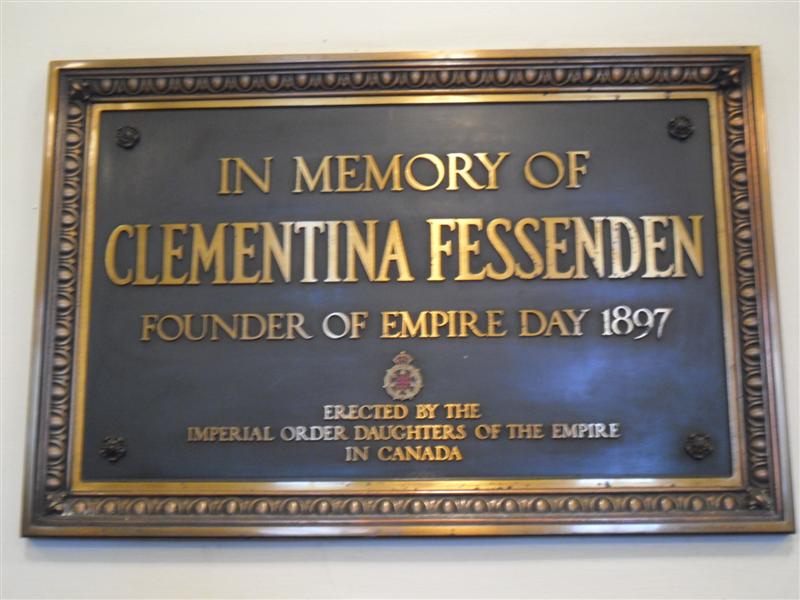 IN MEMORY OF
CLEMENTINA FESSENDEN
FOUNDER OF EMPIRE DAY 1897
ERECTED BY THE
IMPERIAL ORDER DAUGHTERS OF THE EMPIRE
IN CANADA